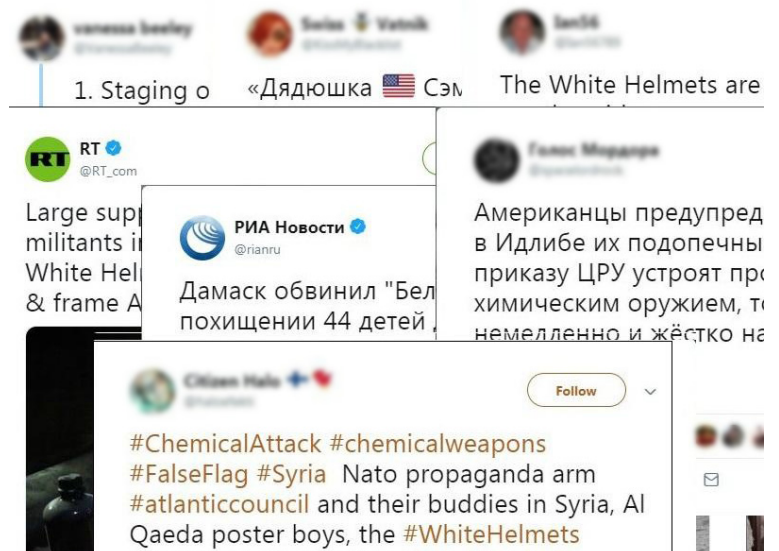 1. Staging o
«Дядюшка 🇺🇸 Сэм
The White Helmets are
RT
RT
@RT_com
Large supp
militants i
White Hel
& frame A
РИА Новости
@rianru
Дамаск обвинил "Бел
похищении 44 детей
Американцы предупред
в Идлибе их подопечны
приказу ЦРУ устроят про
химическим оружием, то
немедленно и жёстко на
Follow
#ChemicalAttack #chemicalweapons
#FalseFlag #Syria Nato propaganda arm
#atlanticcouncil and their buddies in Syria, Al
Qaeda poster boys, the #WhiteHelmets